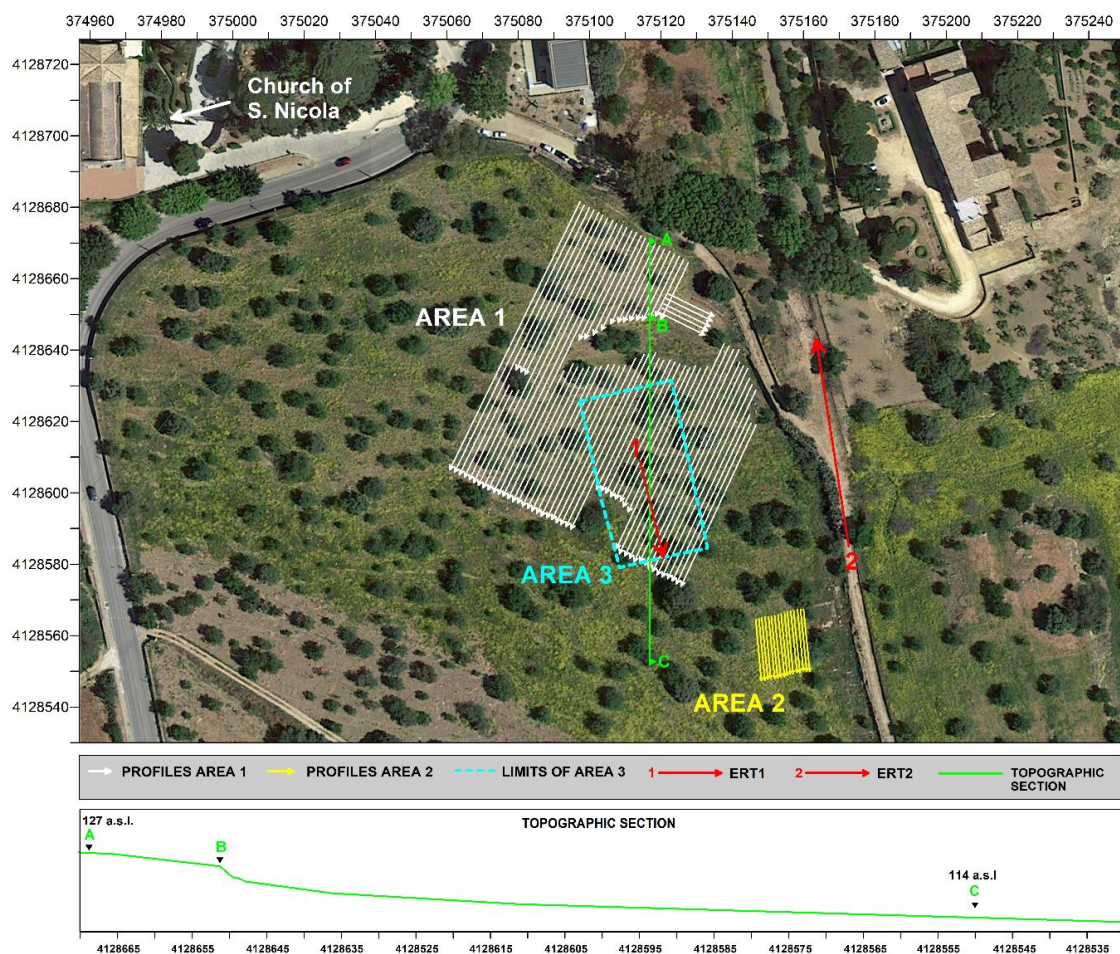 374960 374980 375000 375020 375040 375060 375080 375100 375120 375140 375160 375180 375200 375220 375240
4128720
4128700
4128680
4128660
4128640
4128620
4128600
4128580
4128560
4128540
Church of
S. Nicola
A
B
AREA 1
1
AREA 3
2
C
AREA 2
PROFILES AREA 1 PROFILES AREA 2 LIMITS OF AREA 3 1 ERT1 2 ERT2 TOPOGRAPHIC
SECTION
TOPOGRAPHIC SECTION
127 a.s.l.
A
B
114 a.s.l
C
4128665 4128655 4128645 4128635 4128625 4128615 4128605 4128595 4128585 4128575 4128565 4128555 4128545 4128535